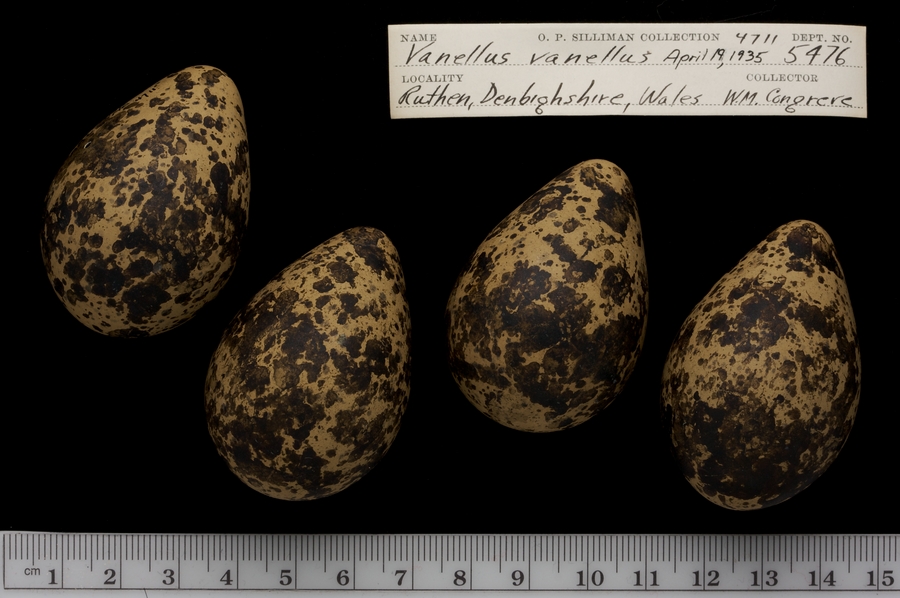 NAME O. P. SILLIMAN COLLECTION 4711 DEPT. NO.
Vanellus vanellus April 19, 1935 5476
LOCALITY COLLECTOR
Ruthen, Denbighshire, Wales W.M. Congreve
cm 1 2 3 4 5 6 7 8 9 10 11 12 13 14 15